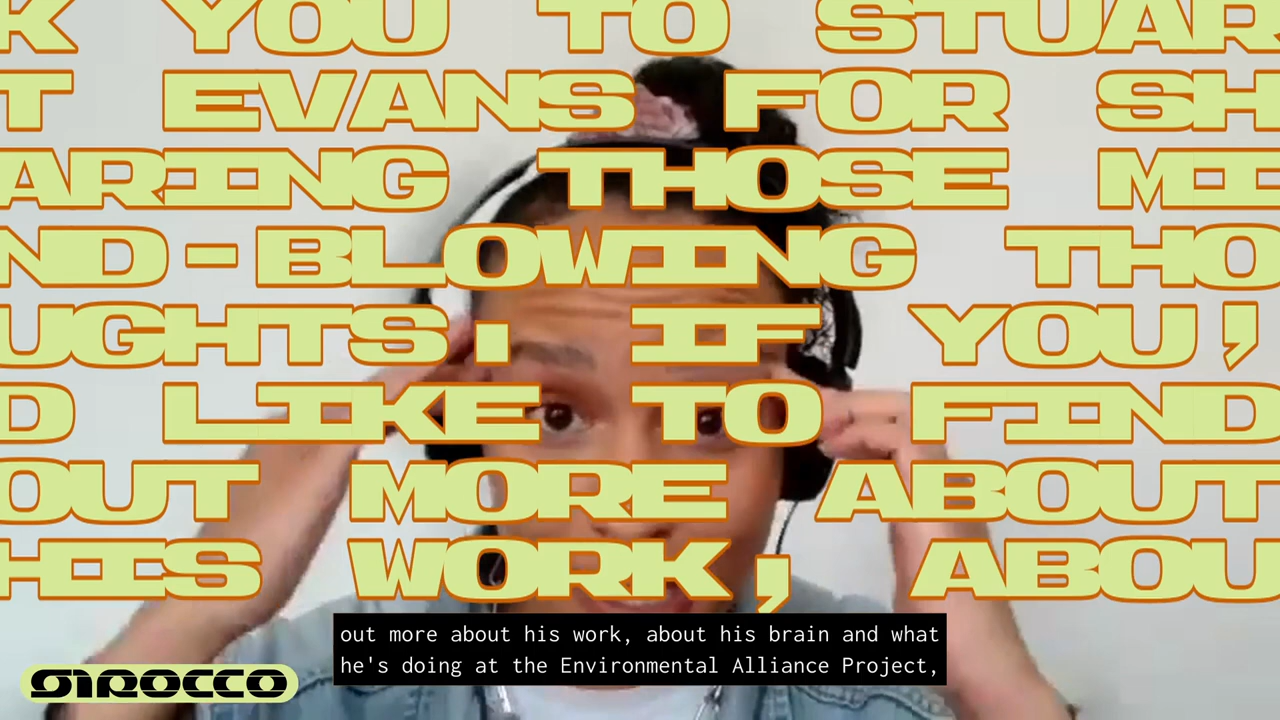 K YOU TO STUAR
T EVANS FOR SH
ARING THOSE MI
ND-BLOWING THO
UGHTS. IF YOU'
D LIKE TO FIND
OUT MORE ABOUT
HIS WORK, ABOU
out more about his work, about his brain and what
he's doing at the Environmental Alliance Project,
SIROCCO